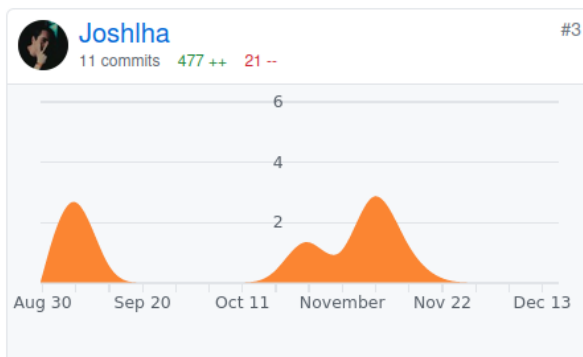 Joshlha
#3
11 commits 477 ++ 21 --
6
4
2
Aug 30 Sep 20 Oct 11 November Nov 22 Dec 13